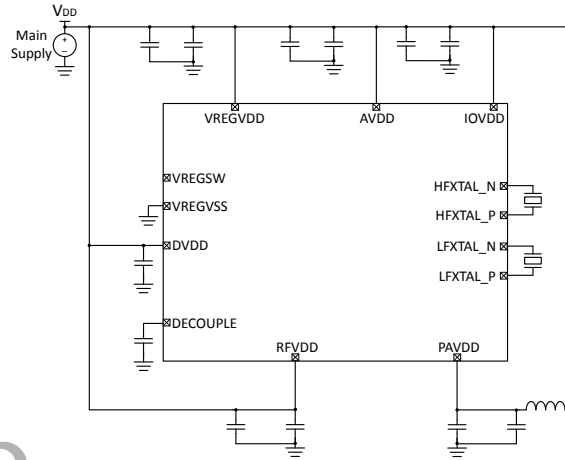 VDD
Main
Supply
+
−
VREGVDD
AVDD
IOVDD
VREGSW
HFXTAL_N
VREGVSS
HFXTAL_P
DVDD
LFXTAL_N
LFXTAL_P
DECOUPLE
RFVDD
PAVDD